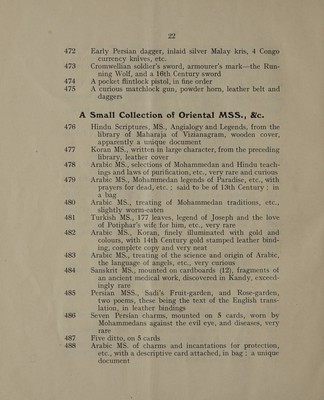 22
472 Early Persian dagger, inlaid silver Malay kris, 4 Congo
currency knives, etc.
473 Cromwellian soldier's sword, armourer's mark—the Run-
ning Wolf, and a 16th Century sword
474 A pocket flintlock pistol, in fine order
475 A curious matchlock gun, powder horn, leather belt and
daggers
A Small Collection of Oriental MSS., &c.
476 Hindu Scriptures, MS., Angialogy and Legends, from the
library of Maharaja of Vizianagram, wooden cover,
apparently a unique document
477 Koran MS., written in large character, from the preceding
library, leather cover
478 Arabic MS., selections of Mohammedan and Hindu teach-
ings and laws of purification, etc., very rare and curious
479 Arabic MS., Mohammedan legends of Paradise, etc., with
prayers for dead, etc. ; said to be of 13th Century ; in
a bag
480 Arabic MS., treating of Mohammedan traditions, etc.,
slightly worm-eaten
481 Turkish MS., 177 leaves, legend of Joseph and the love
of Potiphar's wife for him, etc., very rare
482 Arabic MS., Koran, finely illuminated with gold and
colours, with 14th Century gold stamped leather bind-
ing, complete copy and very neat
483 Arabic MS., treating of the science and origin of Arabic,
the language of angels, etc., very curious
484 Sanskrit MS., mounted on cardboards (12), fragments of
an ancient medical work, discovered in Kandy, exceed-
ingly rare
485 Persian MSS., Sadi's Fruit-garden, and Rose-garden,
two poems, these being the text of the English trans-
lation, in leather bindings
486 Seven Persian charms, mounted on 5 cards, worn by
Mohammedans against the evil eye, and diseases, very
rare
487 Five ditto, on 5 cards
488 Arabic MS. of charms and incantations for protection,
etc., with a descriptive card attached, in bag ; a unique
document